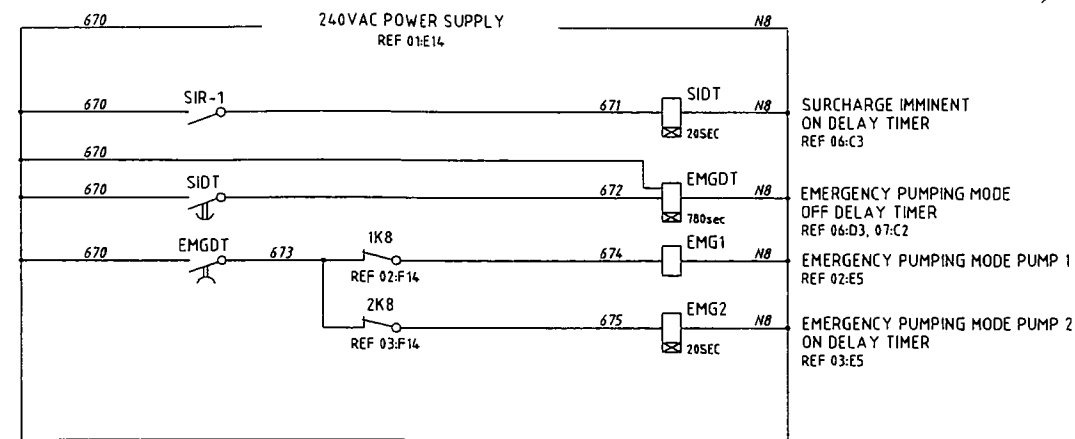 670 240VAC POWER SUPPLY N8
REF 01:E14
670 SIR-1 671 SIDT N8 SURCHARGE IMMINENT
20SEC ON DELAY TIMER
REF 06:C3
670
670 SIDT 672 EMGDT N8 EMERGENCY PUMPING MODE
780sec OFF DELAY TIMER
REF 06:D3, 07:C2
670 EMGDT 673 1K8 674 EMG1 N8 EMERGENCY PUMPING MODE PUMP 1
REF 02:F14 REF 02:E5
2K8 675 EMG2 N8 EMERGENCY PUMPING MODE PUMP 2
REF 03:F14 20SEC ON DELAY TIMER
REF 03:E5